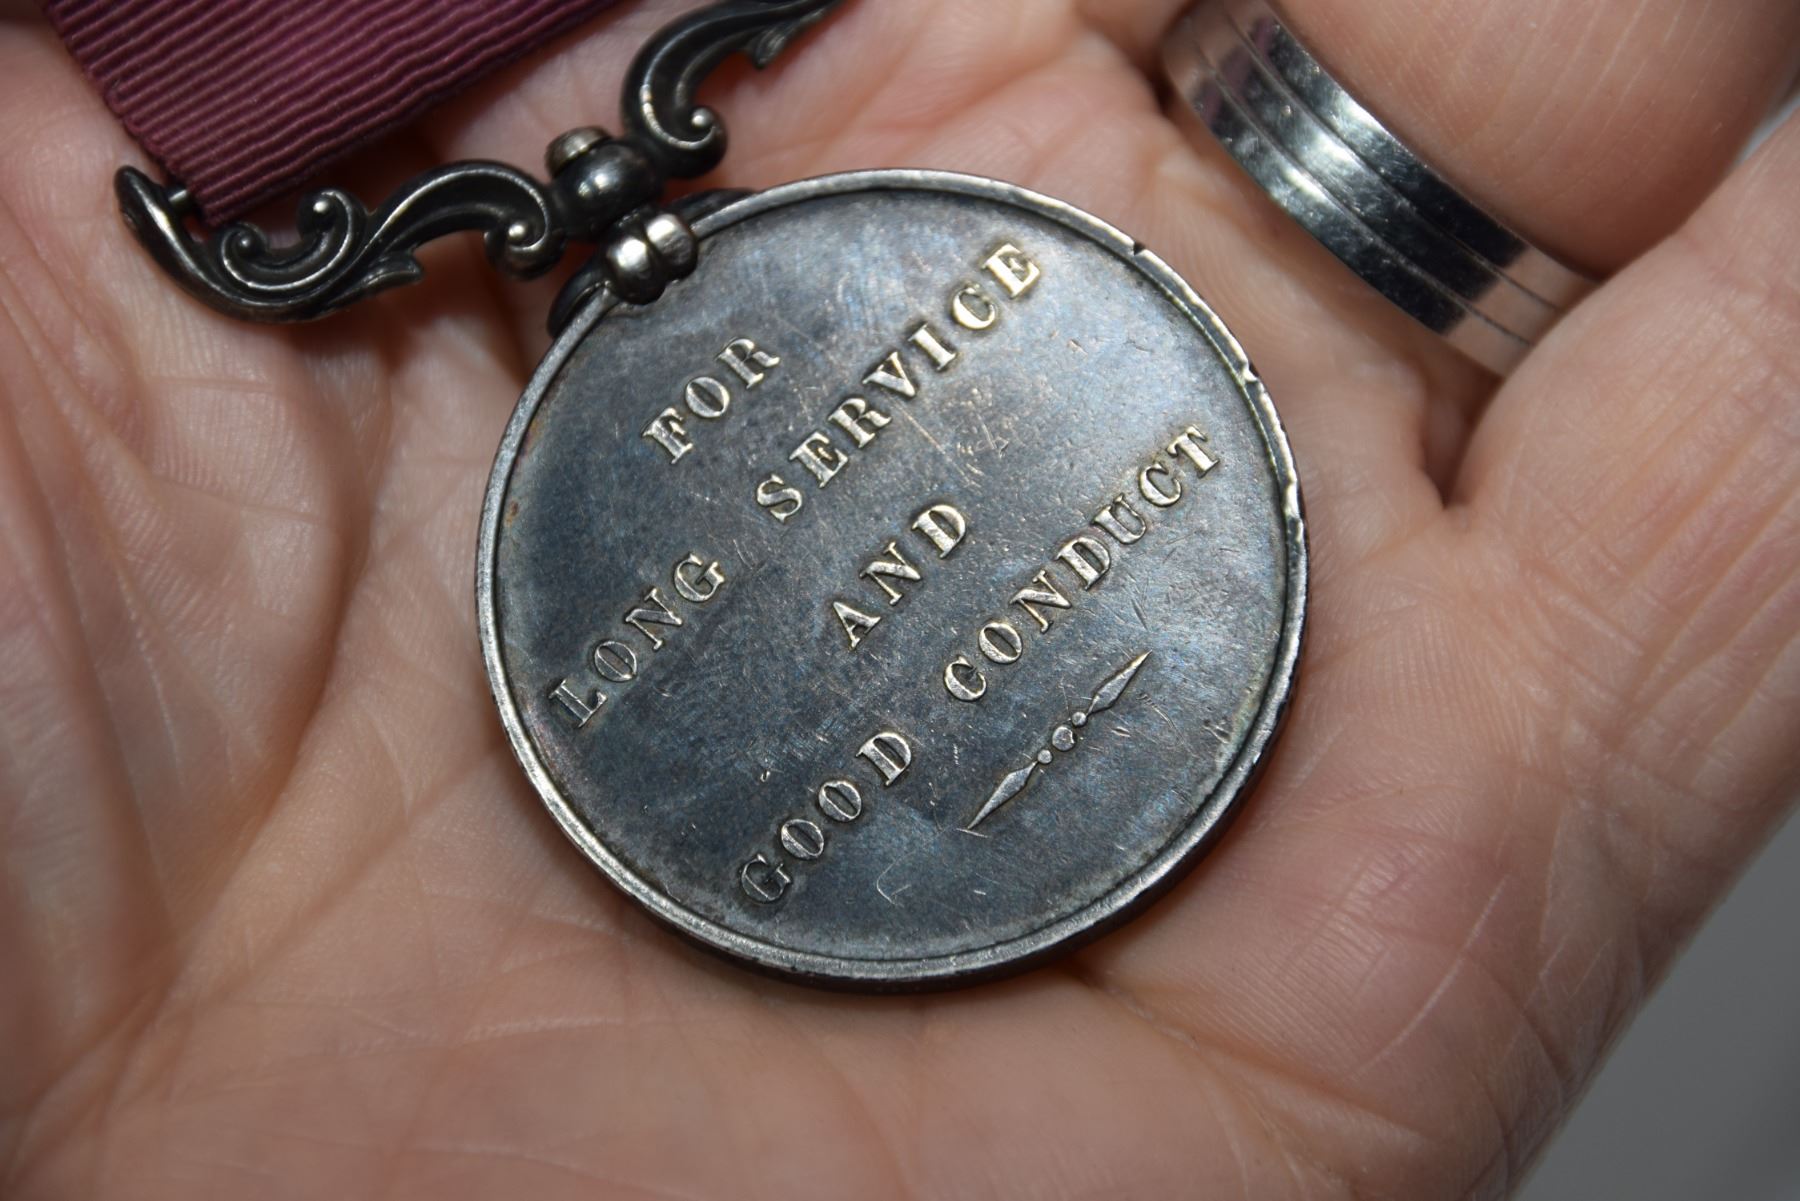 FOR
LONG SERVICE
AND
GOOD CONDUCT